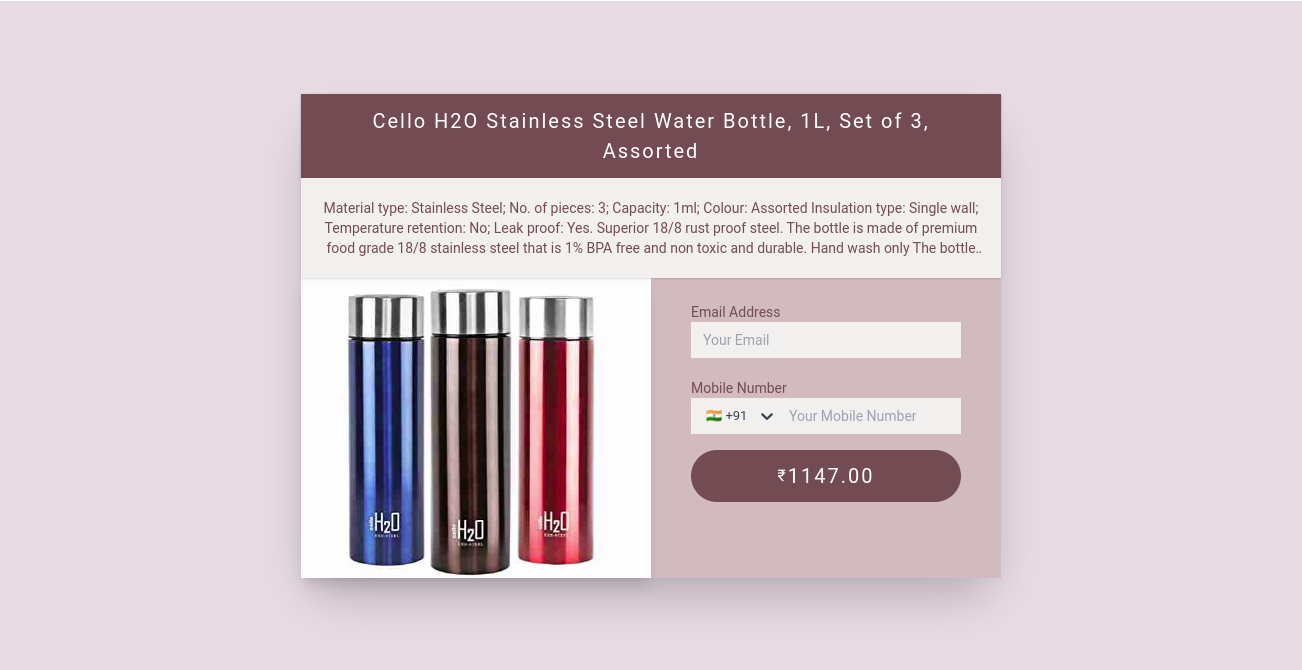 Cello H2O Stainless Steel Water Bottle, 1L, Set of 3,
Assorted
Material type: Stainless Steel; No. of pieces: 3; Capacity: 1ml; Colour: Assorted Insulation type: Single wall;
Temperature retention: No; Leak proof: Yes. Superior 18/8 rust proof steel. The bottle is made of premium
food grade 18/8 stainless steel that is 1% BPA free and non toxic and durable. Hand wash only The bottle..
cello H2O
cello H2O
cello H2O
Email Address
Your Email
Mobile Number
+91 Your Mobile Number
₹1147.00